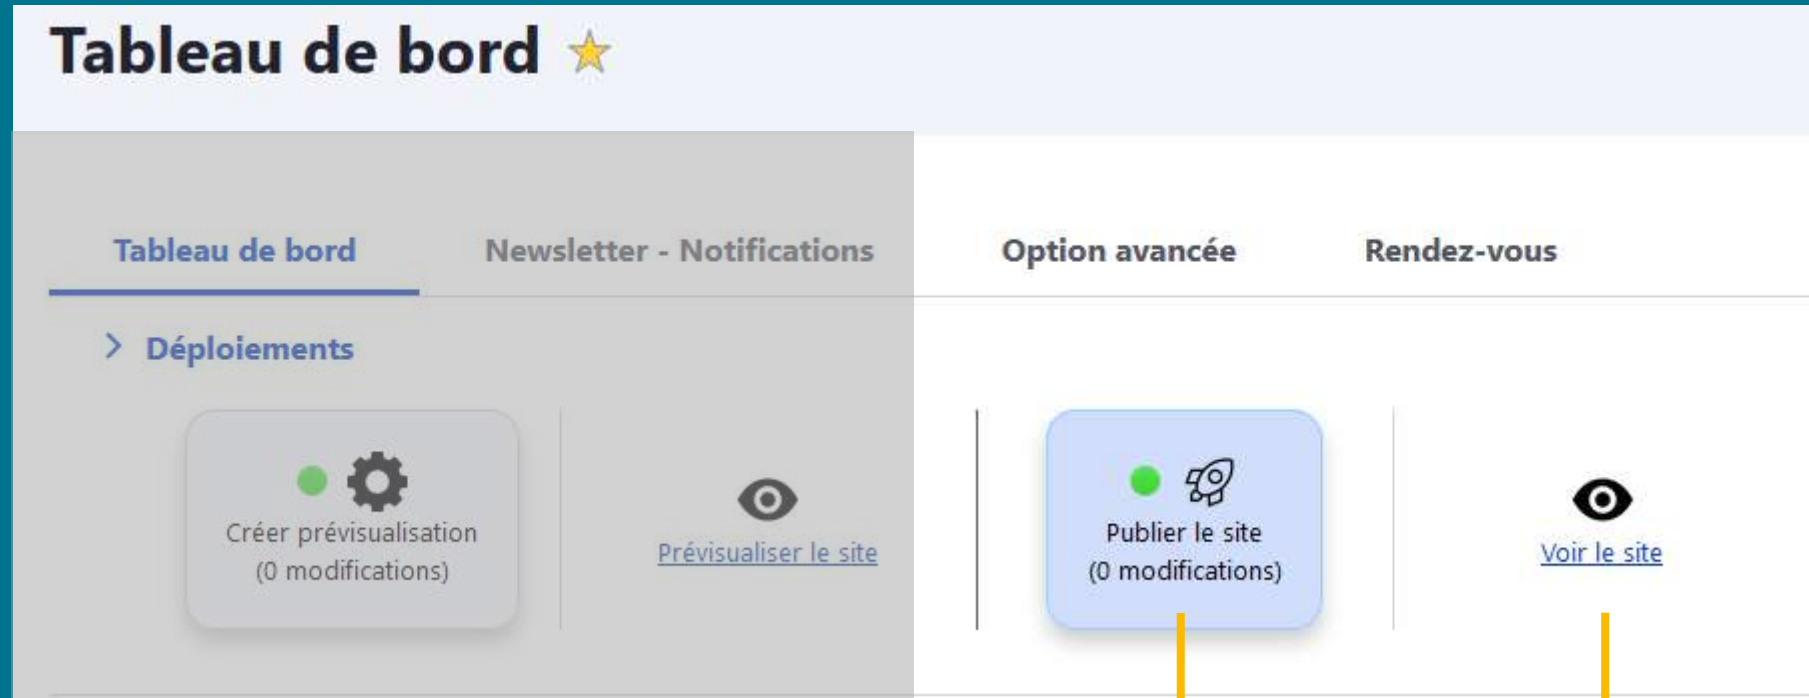 Tableau de bord
Tableau de bord
Newsletter - Notifications
Option avancée
Rendez-vous
Déploiements
Créer prévisualisation
(0 modifications)
Prévisualiser le site
Publier le site
(0 modifications)
Voir le site